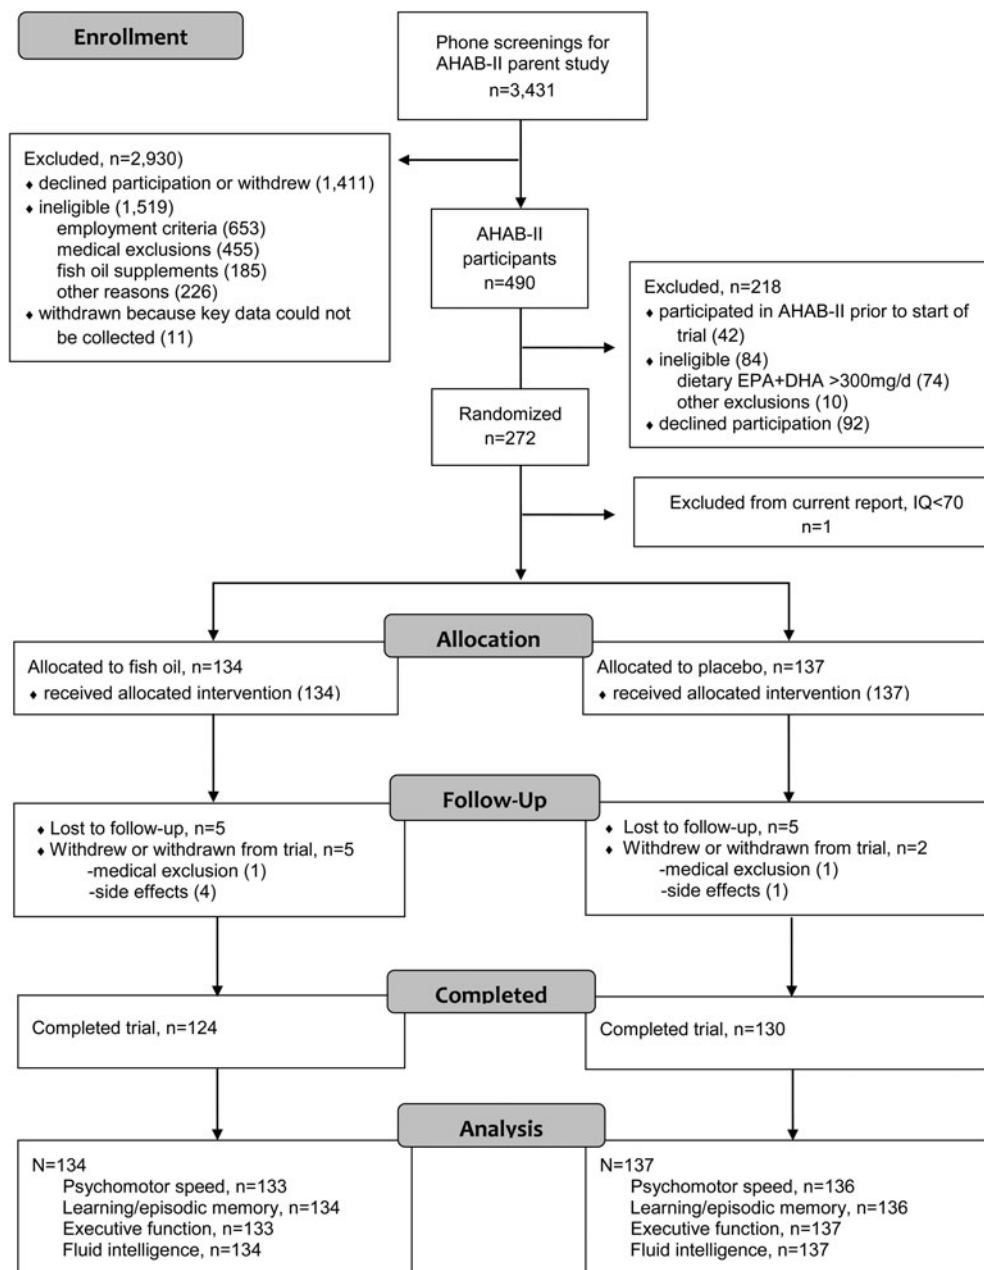 Enrollment
Phone screenings for
AHAB-II parent study
n=3,431
Excluded, n=2,930)
♦ declined participation or withdrew (1,411)
♦ ineligible (1,519)
employment criteria (653)
medical exclusions (455)
fish oil supplements (185)
other reasons (226)
♦ withdrawn because key data could not
be collected (11)
AHAB-II
participants
n=490
Excluded, n=218
♦ participated in AHAB-II prior to start of
trial (42)
♦ ineligible (84)
dietary EPA+DHA >300mg/d (74)
other exclusions (10)
♦ declined participation (92)
Randomized
n=272
Excluded from current report, IQ<70
n=1
Allocation
Allocated to fish oil, n=134
♦ received allocated intervention (134)
Allocated to placebo, n=137
♦ received allocated intervention (137)
Follow-Up
♦ Lost to follow-up, n=5
♦ Withdrew or withdrawn from trial, n=5
-medical exclusion (1)
-side effects (4)
♦ Lost to follow-up, n=5
♦ Withdrew or withdrawn from trial, n=2
-medical exclusion (1)
-side effects (1)
Completed
Completed trial, n=124
Completed trial, n=130
Analysis
N=134
Psychomotor speed, n=133
Learning/episodic memory, n=134
Executive function, n=133
Fluid intelligence, n=134
N=137
Psychomotor speed, n=136
Learning/episodic memory, n=136
Executive function, n=137
Fluid intelligence, n=137